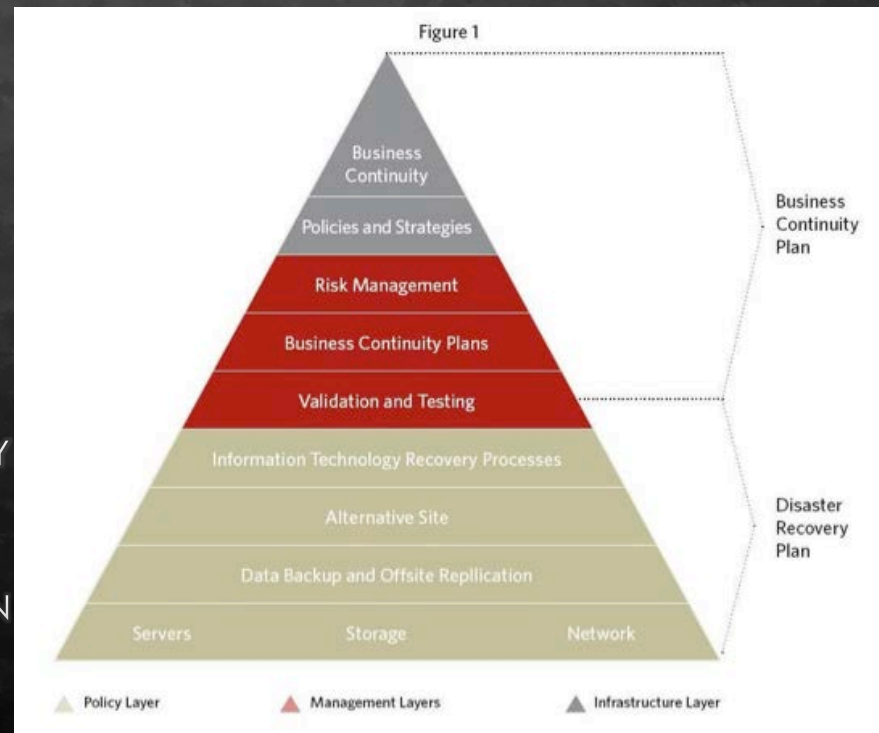 Figure 1
Business
Continuity
Policies and Strategies
Risk Management
Business Continuity Plans
Validation and Testing
Information Technology Recovery Processes
Alternative Site
Data Backup and Offsite Repllication
Servers Storage Network
Business
Continuity
Plan
Disaster
Recovery
Plan
Y
N
Policy Layer Management Layers Infrastructure Layer